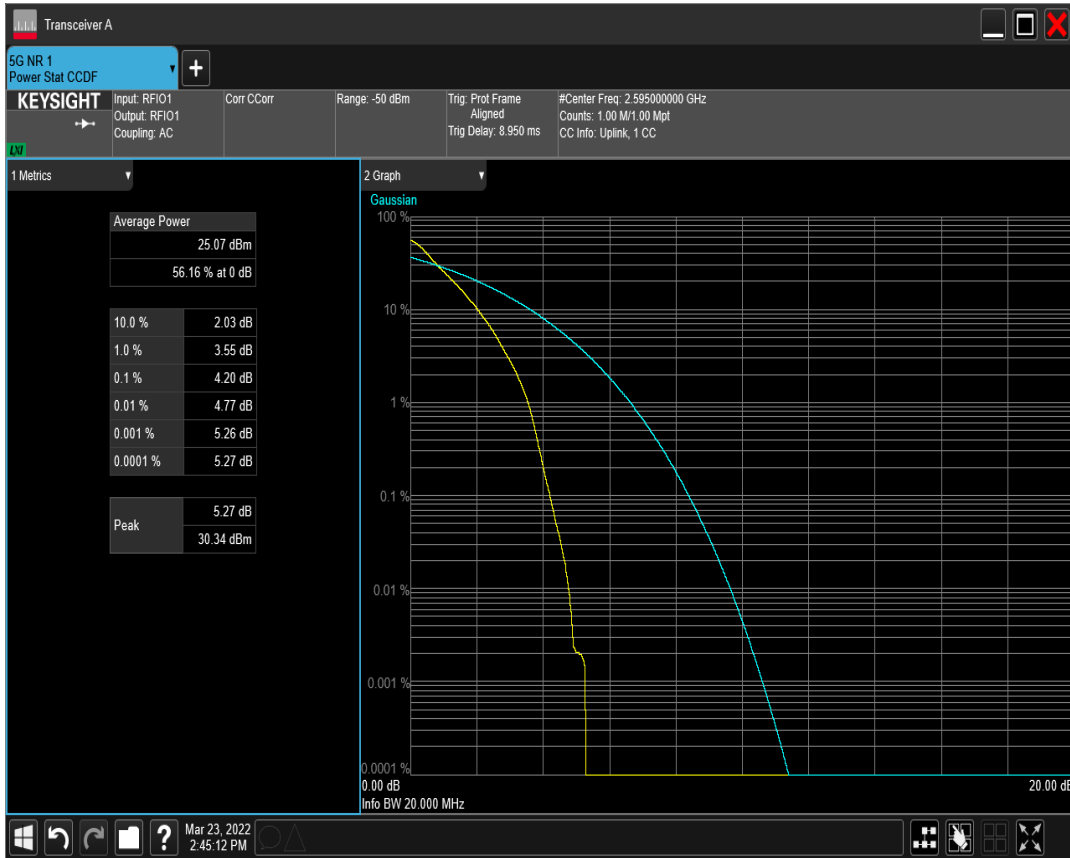 Transceiver A
5G NR 1
Power Stat CCDF
+
KEYSIGHT
LXI
Input: RFIO1
Output: RFIO1
Coupling: AC
Corr CCorr
Range: -50 dBm
Trig: Prot Frame
Aligned
Trig Delay: 8.950 ms
#Center Freq: 2.595000000 GHz
Counts: 1.00 M/1.00 Mpt
CC Info: Uplink, 1 CC
1 Metrics
Average Power
25.07 dBm
56.16 % at 0 dB
10.0 % 2.03 dB
1.0 % 3.55 dB
0.1 % 4.20 dB
0.01 % 4.77 dB
0.001 % 5.26 dB
0.0001 % 5.27 dB
Peak
5.27 dB
30.34 dBm
2 Graph
Gaussian
100 %
10 %
1 %
0.1 %
0.01 %
0.001 %
0.0001 %
0.00 dB 20.00 dB
Info BW 20.000 MHz
?
Mar 23, 2022
2:45:12 PM